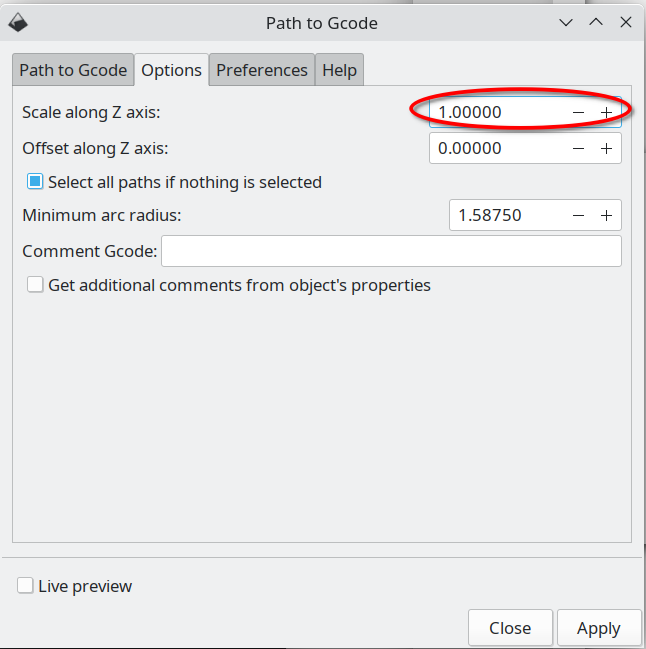 Path to Gcode
Path to Gcode Options Preferences Help
Scale along Z axis: 1.00000
Offset along Z axis: 0.00000
Select all paths if nothing is selected
Minimum arc radius: 1.58750
Comment Gcode:
Get additional comments from object's properties
Live preview
Close Apply